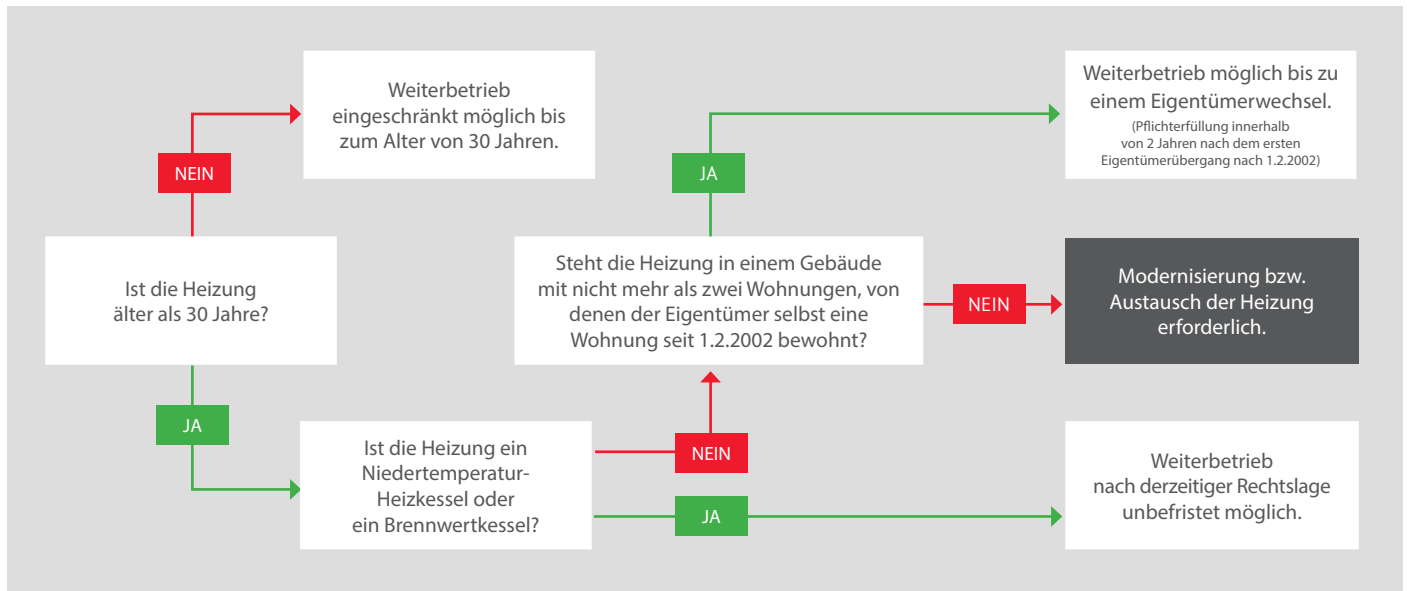 Weiterbetrieb
eingeschränkt möglich bis
zum Alter von 30 Jahren.
Weiterbetrieb möglich bis zu
einem Eigentümerwechsel.
(Pflichterfüllung innerhalb
von 2 Jahren nach dem ersten
Eigentümerübergang nach 1.2.2002)
NEIN
JA
Ist die Heizung
älter als 30 Jahre?
Steht die Heizung in einem Gebäude
mit nicht mehr als zwei Wohnungen, von
denen der Eigentümer selbst eine
Wohnung seit 1.2.2002 bewohnt?
NEIN
Modernisierung bzw.
Austausch der Heizung
erforderlich.
JA
Ist die Heizung ein
Niedertemperatur-
Heizkessel oder
ein Brennwertkessel?
NEIN
JA
Weiterbetrieb
nach derzeitiger Rechtslage
unbefristet möglich.